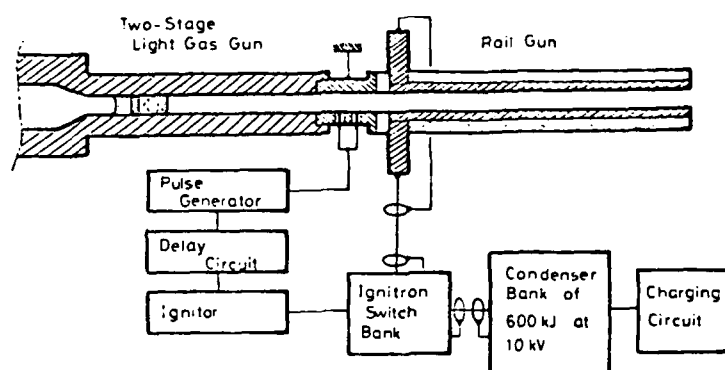 Two-Stage
Light Gas Gun
Rail Gun
Pulse
Generator
Delay
Circuit
Ignitor
Ignitron
Switch
Bank
Condenser
Bank of
600 kJ at
10 kV
Charging
Circuit